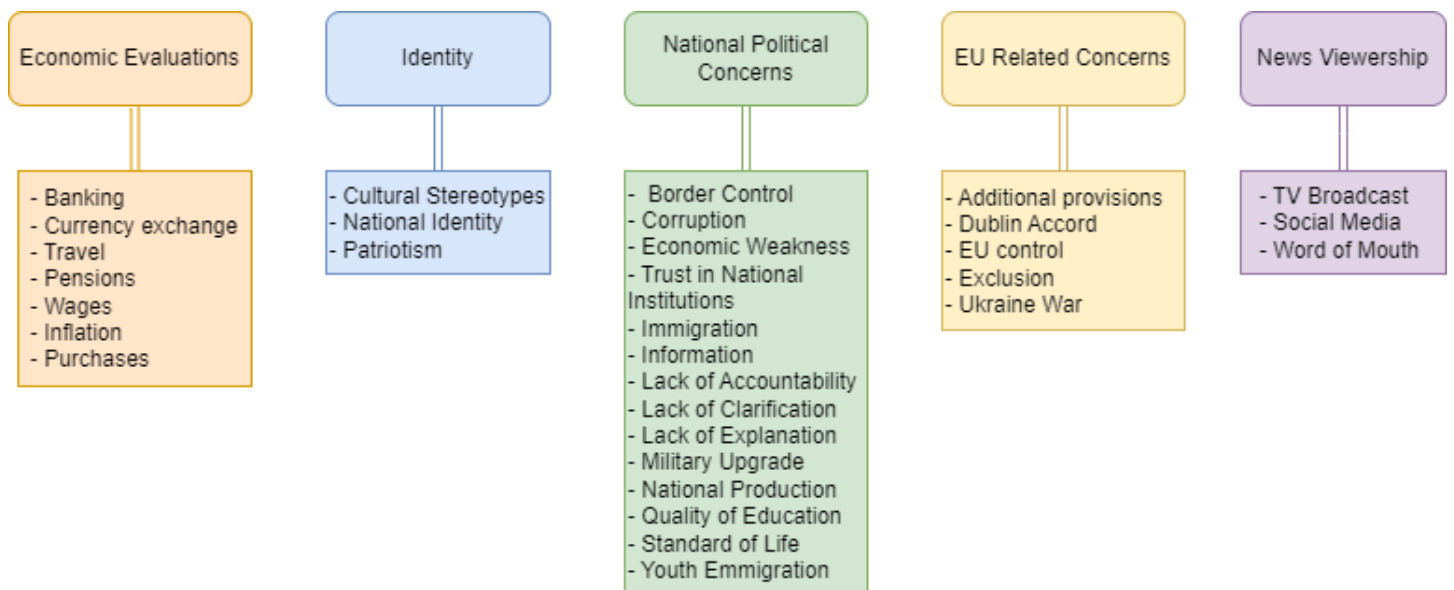 Economic Evaluations
- Banking
- Currency exchange
- Travel
- Pensions
- Wages
- Inflation
- Purchases
Identity
- Cultural Stereotypes
- National Identity
- Patriotism
National Political
Concerns
- Border Control
- Corruption
- Economic Weakness
- Trust in National
Institutions
- Immigration
- Information
- Lack of Accountability
- Lack of Clarification
- Lack of Explanation
- Military Upgrade
- National Production
- Quality of Education
- Standard of Life
- Youth Emmigration
EU Related Concerns
- Additional provisions
- Dublin Accord
- EU control
- Exclusion
- Ukraine War
News Viewership
- TV Broadcast
- Social Media
- Word of Mouth